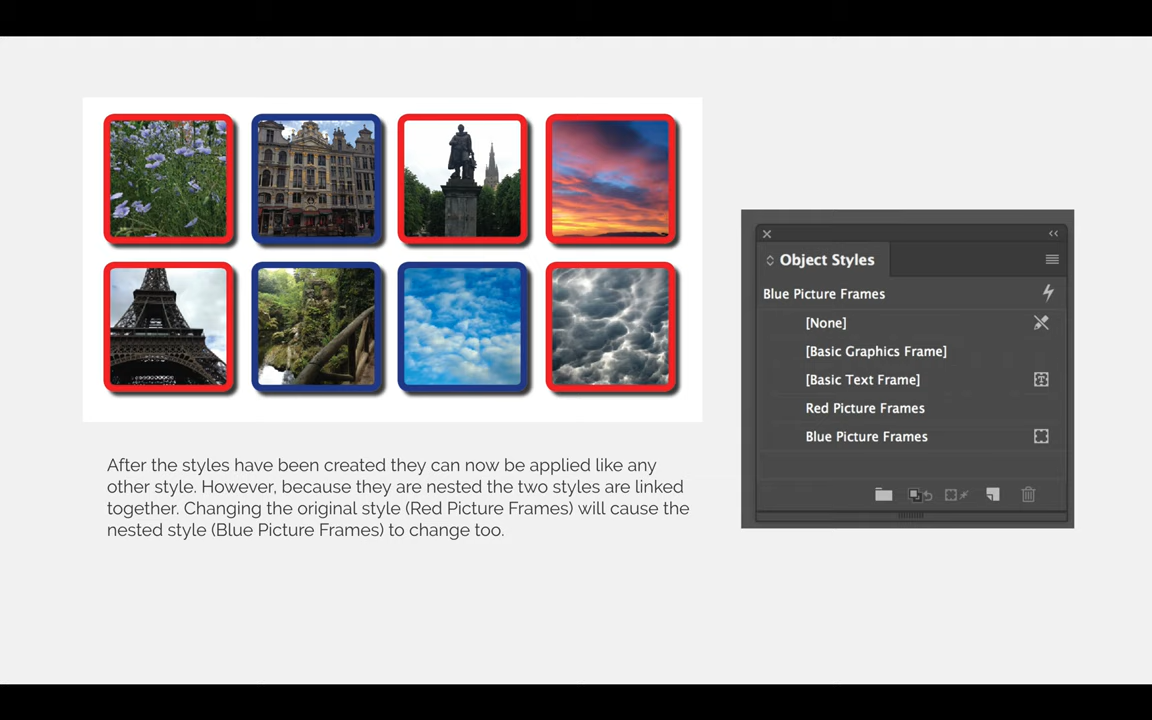 After the styles have been created they can now be applied like any
other style. However, because they are nested the two styles are linked
together. Changing the original style (Red Picture Frames) will cause the
nested style (Blue Picture Frames) to change too.
Object Styles
Blue Picture Frames
[None]
[Basic Graphics Frame]
[Basic Text Frame]
Red Picture Frames
Blue Picture Frames